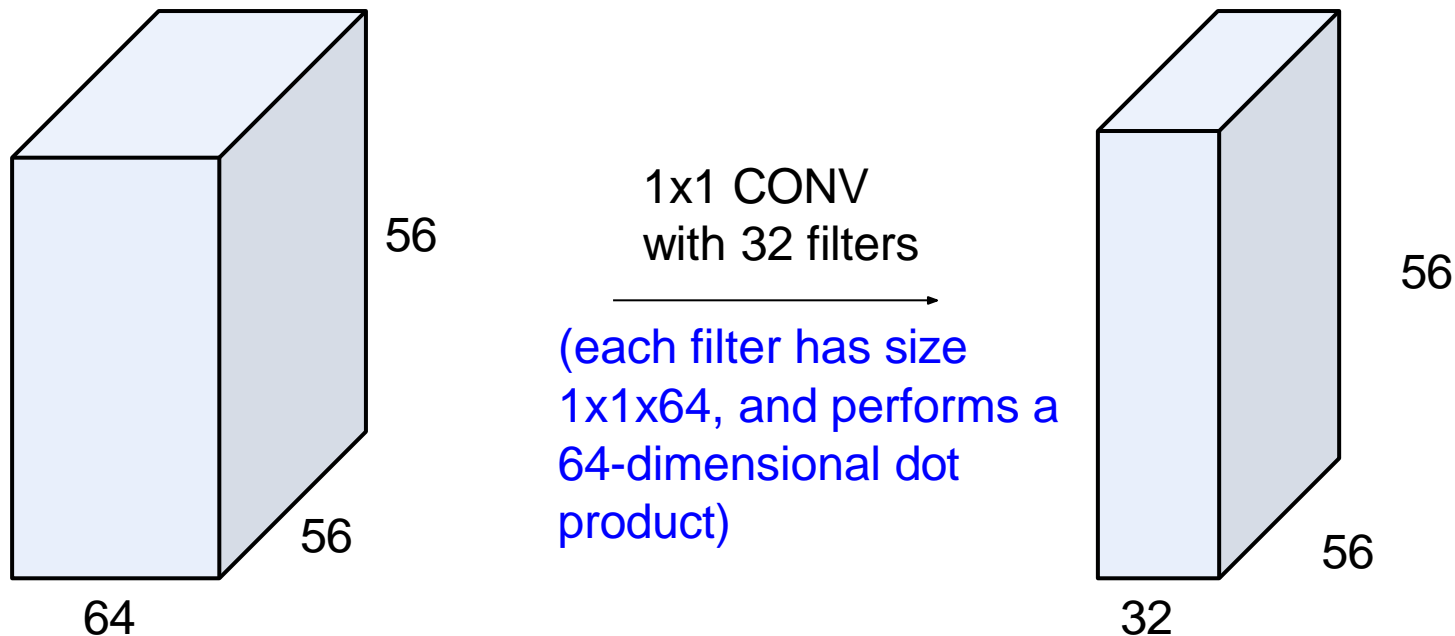 56
56
64
1x1 CONV
with 32 filters
(each filter has size
1x1x64, and performs a
64-dimensional dot
product)
56
56
32